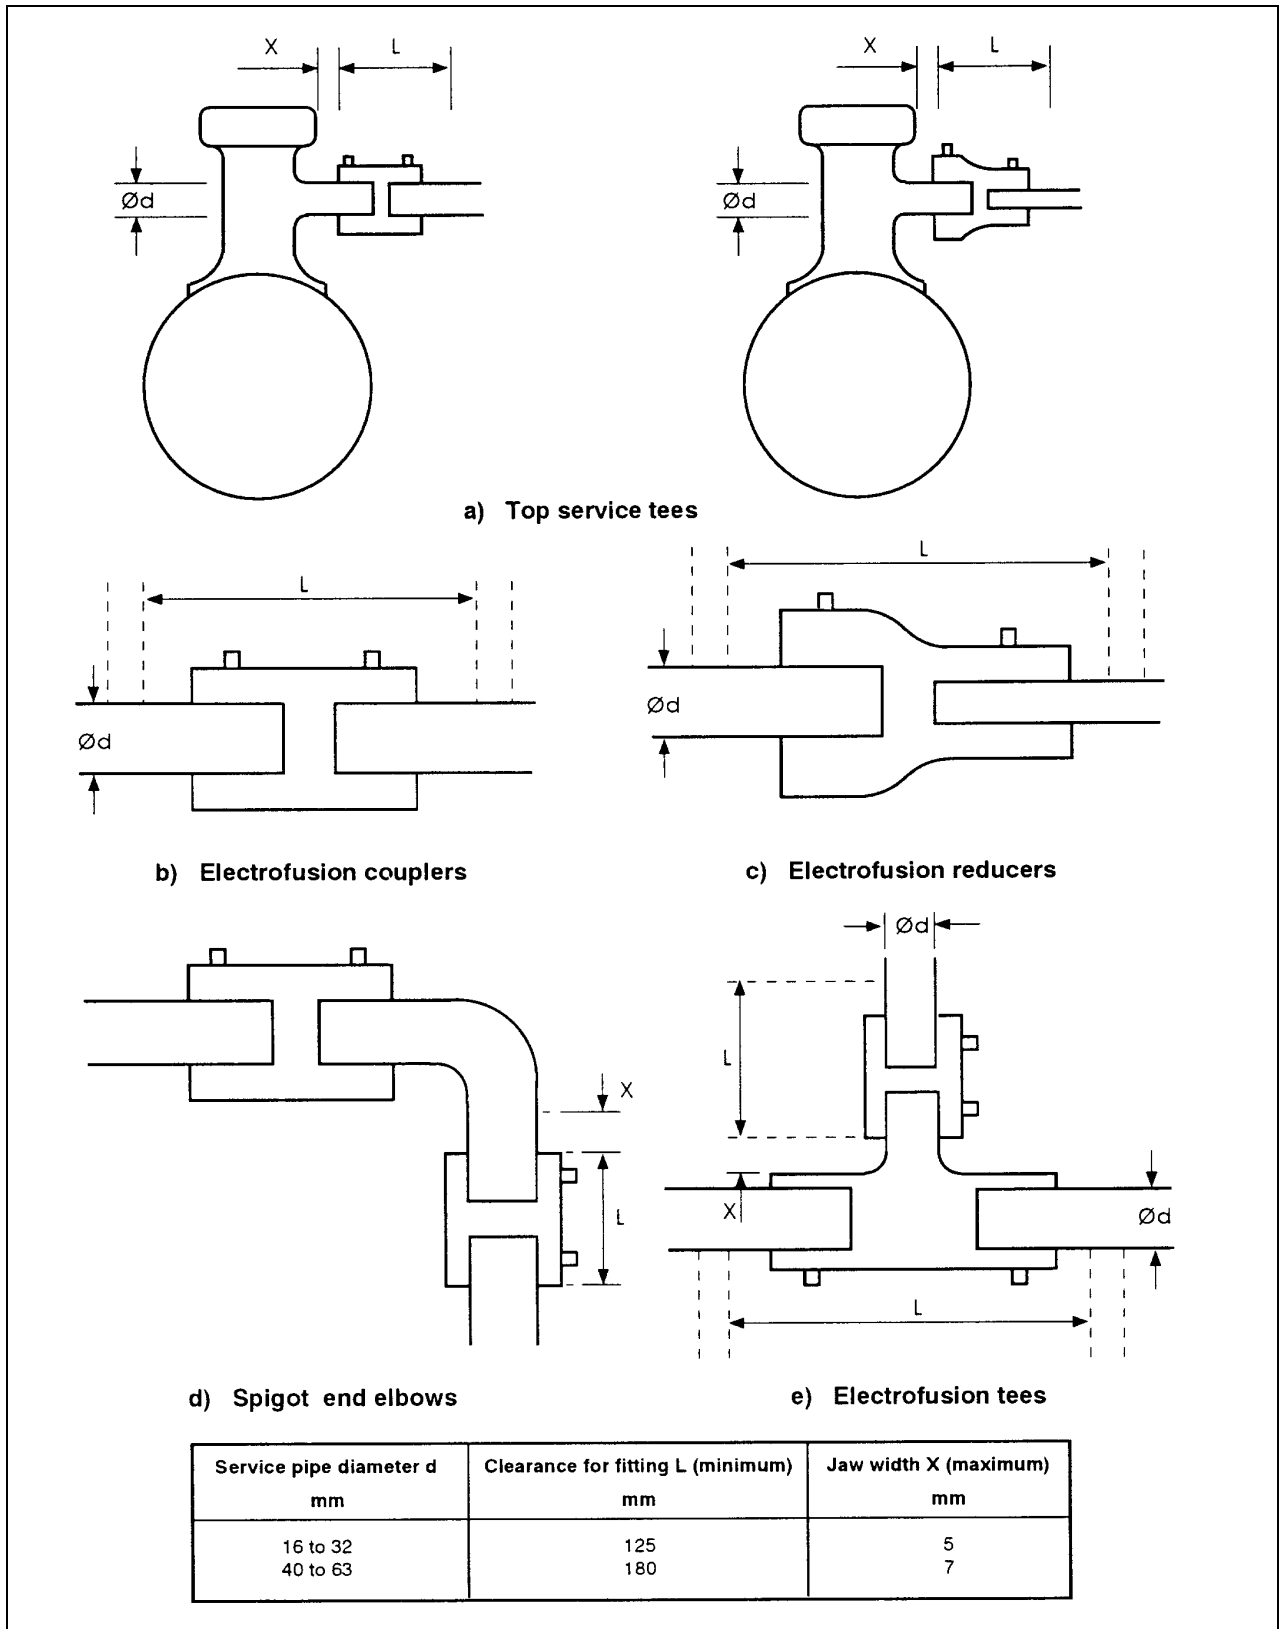 X L X L
Ød Ød
a) Top service tees
L L
Ød Ød
b) Electrofusion couplers c) Electrofusion reducers
Ød
L
X
X
L
Ød
L
d) Spigot end elbows e) Electrofusion tees
Service pipe diameter d Clearance for fitting L (minimum) Jaw width X (maximum)
mm mm mm
16 to 32 125 5
40 to 63 180 7